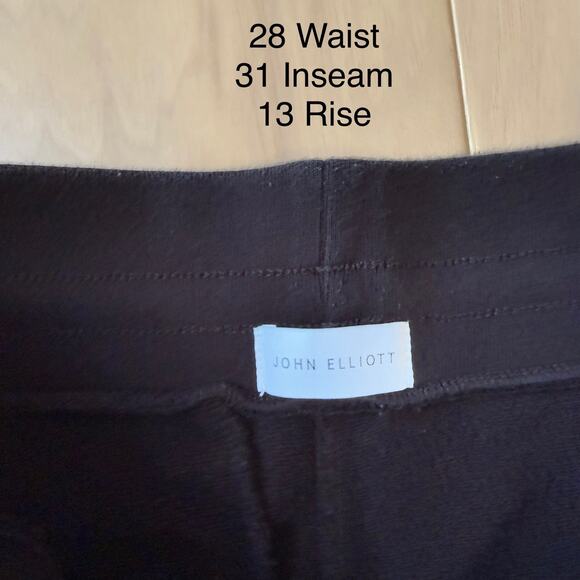 28 Waist
31 Inseam
13 Rise
JOHN ELLIOTT